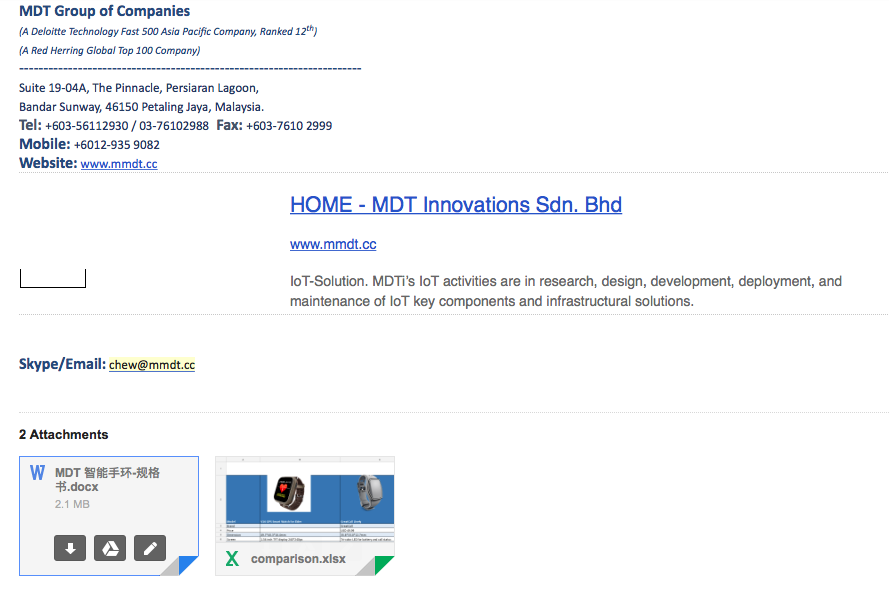 MDT Group of Companies
(A Deloitte Technology Fast 500 Asia Pacific Company, Ranked 12th)
(A Red Herring Global Top 100 Company)
-----------------------------------------------------------------------
Suite 19-04A, The Pinnacle, Persiaran Lagoon,
Bandar Sunway, 46150 Petaling Jaya, Malaysia.
Tel: +603-56112930 / 03-76102988 Fax: +603-7610 2999
Mobile: +6012-935 9082
Website: www.mmdt.cc
HOME - MDT Innovations Sdn. Bhd
www.mmdt.cc
IoT-Solution. MDTi's IoT activities are in research, design, development, deployment, and
maintenance of IoT key components and infrastructural solutions.
Skype/Email: chew@mmdt.cc
2 Attachments
W MDT 智能手环-规格
书.docx
2.1 MB
X comparison.xlsx